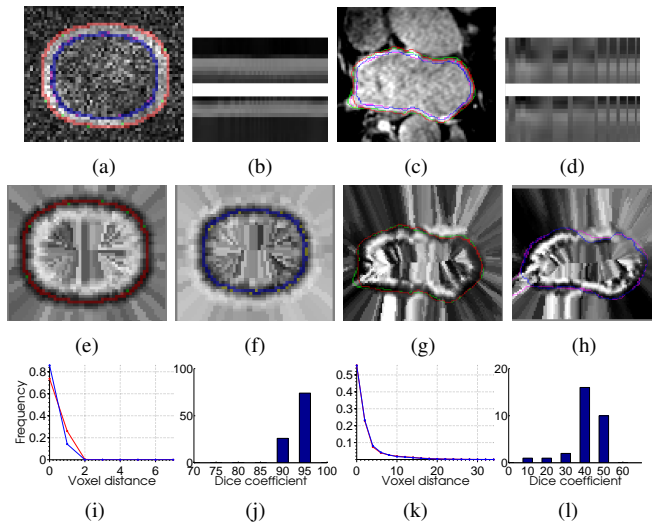 (a) (b) (c) (d)
(e) (f) (g) (h)
Frequency
0.8
0.6
0.4
0.2
0
0 2 4 6
Voxel distance
100
50
0
70 75 80 85 90 95 100
Dice coefficient
0.5
0.4
0.3
0.2
0.1
0 10 20 30
Voxel distance
20
10
0
10 20 30 40 50 60
Dice coefficient
(i) (j) (k) (l)